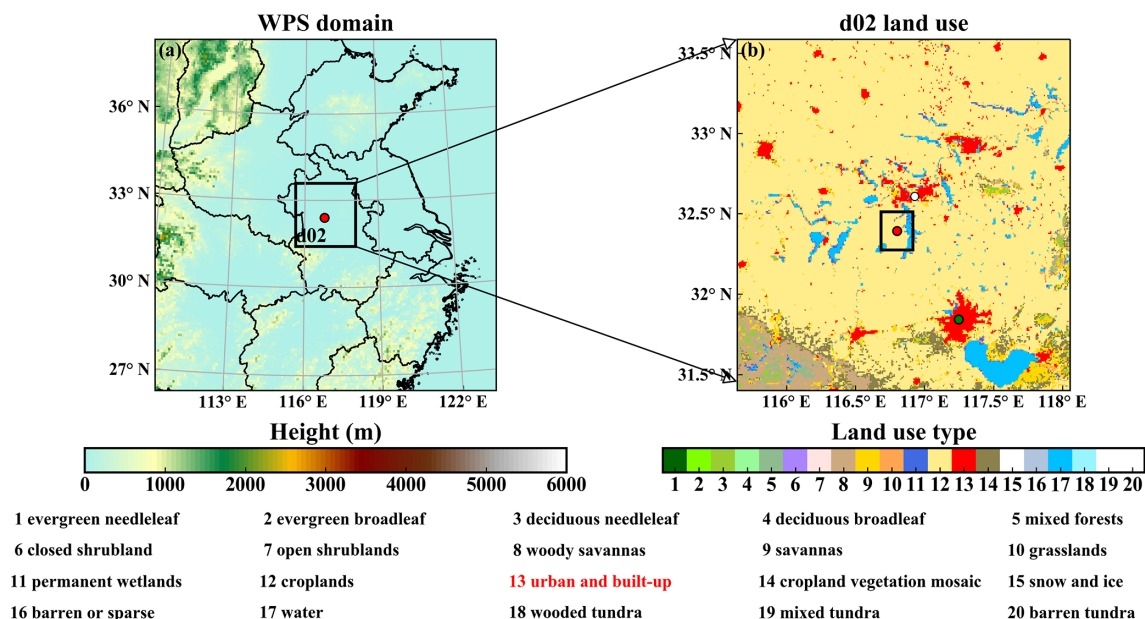 WPS domain
d02 land use
(a)
(b)
36° N
33° N
30° N
27° N
d02
113° E
116° E
119° E
122° E
33.5° N
33° N
32.5° N
32° N
31.5° N
116° E
116.5° E
117° E
117.5° E
118° E
Height (m)
Land use type
0 1000 2000 3000 4000 5000 6000
1 2 3 4 5 6 7 8 9 10 11 12 13 14 15 16 17 18 19 20
1 evergreen needleleaf 2 evergreen broadleaf 3 deciduous needleleaf 4 deciduous broadleaf 5 mixed forests
6 closed shrubland 7 open shrublands 8 woody savannas 9 savannas 10 grasslands
11 permanent wetlands 12 croplands 13 urban and built-up 14 cropland vegetation mosaic 15 snow and ice
16 barren or sparse 17 water 18 wooded tundra 19 mixed tundra 20 barren tundra